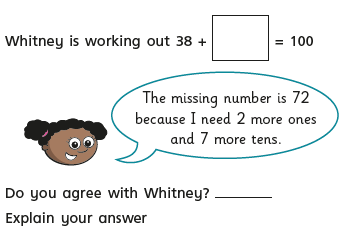 Whitney is working out 38 + = 100
The missing number is 72
because I need 2 more ones
and 7 more tens.
Do you agree with Whitney? ________
Explain your answer